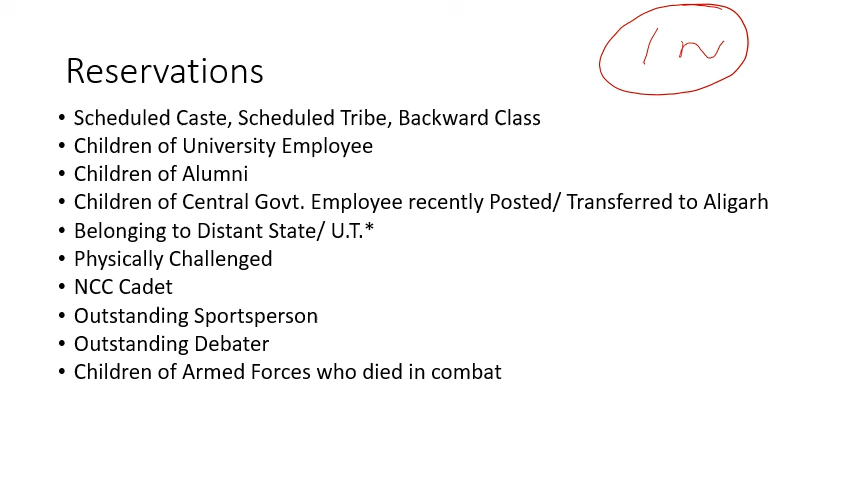 Reservations
• Scheduled Caste, Scheduled Tribe, Backward Class
• Children of University Employee
• Children of Alumni
• Children of Central Govt. Employee recently Posted/ Transferred to Aligarh
• Belonging to Distant State/ U.T.*
• Physically Challenged
• NCC Cadet
• Outstanding Sportsperson
• Outstanding Debater
• Children of Armed Forces who died in combat